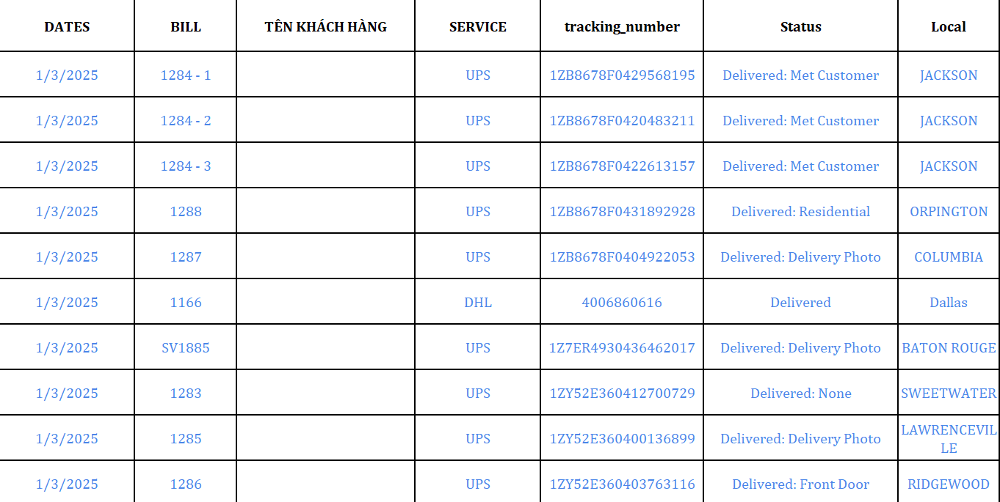 DATES BILL TÊN KHÁCH HÀNG SERVICE tracking_number Status Local
1/3/2025 1284 - 1 UPS 1ZB8678F0429568195 Delivered: Met Customer JACKSON
1/3/2025 1284 - 2 UPS 1ZB8678F0420483211 Delivered: Met Customer JACKSON
1/3/2025 1284 - 3 UPS 1ZB8678F0422613157 Delivered: Met Customer JACKSON
1/3/2025 1288 UPS 1ZB8678F0431892928 Delivered: Residential ORPINGTON
1/3/2025 1287 UPS 1ZB8678F0404922053 Delivered: Delivery Photo COLUMBIA
1/3/2025 1166 DHL 4006860616 Delivered Dallas
1/3/2025 SV1885 UPS 1Z7ER4930436462017 Delivered: Delivery Photo BATON ROUGE
1/3/2025 1283 UPS 1ZY52E360412700729 Delivered: None SWEETWATER
1/3/2025 1285 UPS 1ZY52E360400136899 Delivered: Delivery Photo LAWRENCEVIL
LE
1/3/2025 1286 UPS 1ZY52E360403763116 Delivered: Front Door RIDGEWOOD